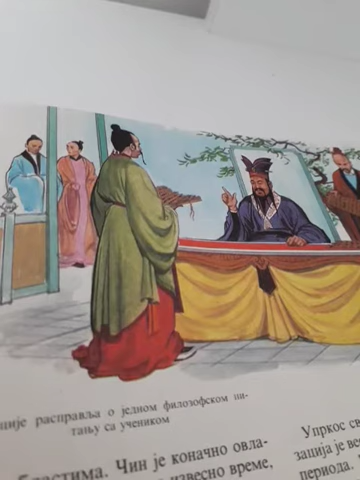 ције расправља о једном филозофском пи-
тању са учеником
бластима. Чин је коначно овла-
известно време,
Упркос св
зација је вес
периода.